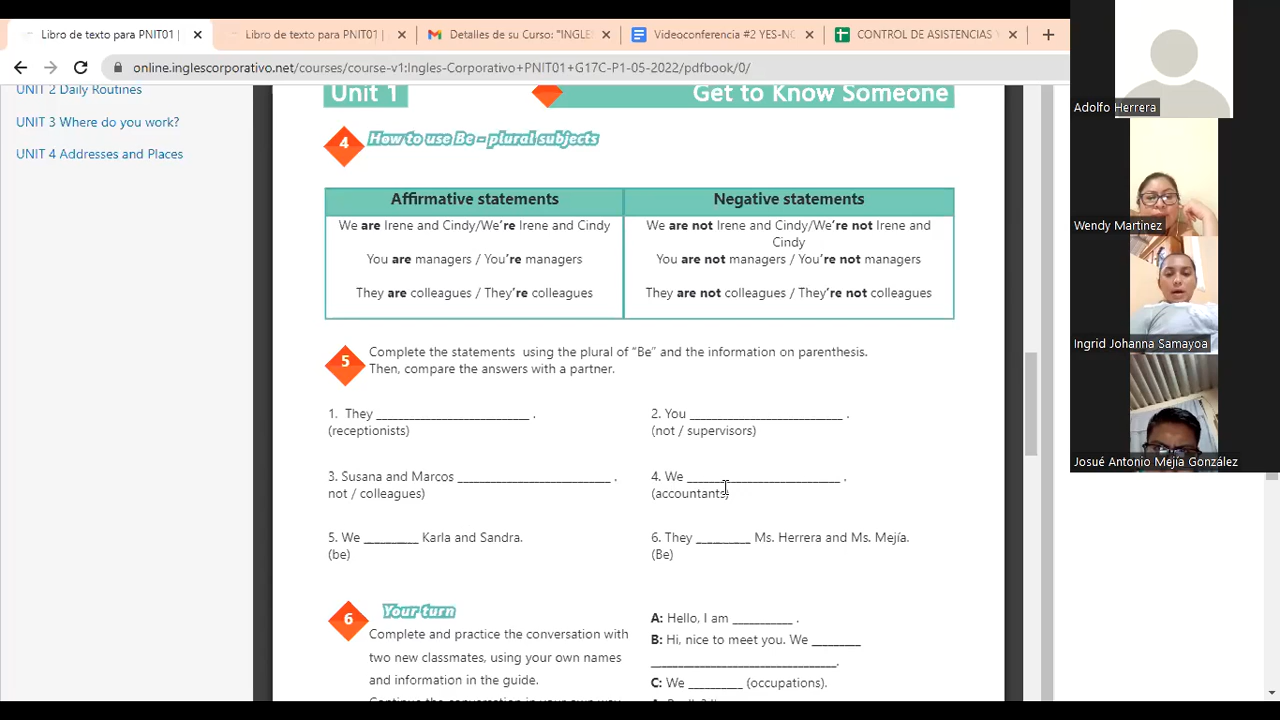 Libro de texto para PNIT01 |
Libro de texto para PNIT01 |
Detalles de su Curso: "INGLE
Videoconferencia #2 YES-NO
CONTROL DE ASISTENCIAS
online.inglescorporativo.net/courses/course-v1:Ingles-Corporativo+PNIT01+G17C-P1-05-2022/pdfbook/0/
UNIT 2 Daily Routines
UNIT 3 Where do you work?
UNIT 4 Addresses and Places
Unit 1
Get to Know Someone
4
How to use Be - plural subjects
Affirmative statements
Negative statements
We are Irene and Cindy/We're Irene and Cindy
We are not Irene and Cindy/We're not Irene and
Cindy
You are managers / You're managers
You are not managers / You're not managers
They are colleagues / They're colleagues
They are not colleagues / They're not colleagues
5
Complete the statements using the plural of "Be" and the information on parenthesis.
Then, compare the answers with a partner.
1. They ______________________ .
(receptionists)
2. You ______________________ .
(not / supervisors)
3. Susana and Marcos ______________________ .
not / colleagues)
4. We ______________________ .
(accountants)
5. We ________ Karla and Sandra.
(be)
6. They ________ Ms. Herrera and Ms. Mejía.
(Be)
6
Your turn
Complete and practice the conversation with
two new classmates, using your own names
and information in the guide.
A: Hello, I am _________ .
B: Hi, nice to meet you. We _______
___________________________.
C: We ________ (occupations).
Adolfo Herrera
Wendy Martinez
Ingrid Johanna Samayoa
Josué Antonio Mejía González